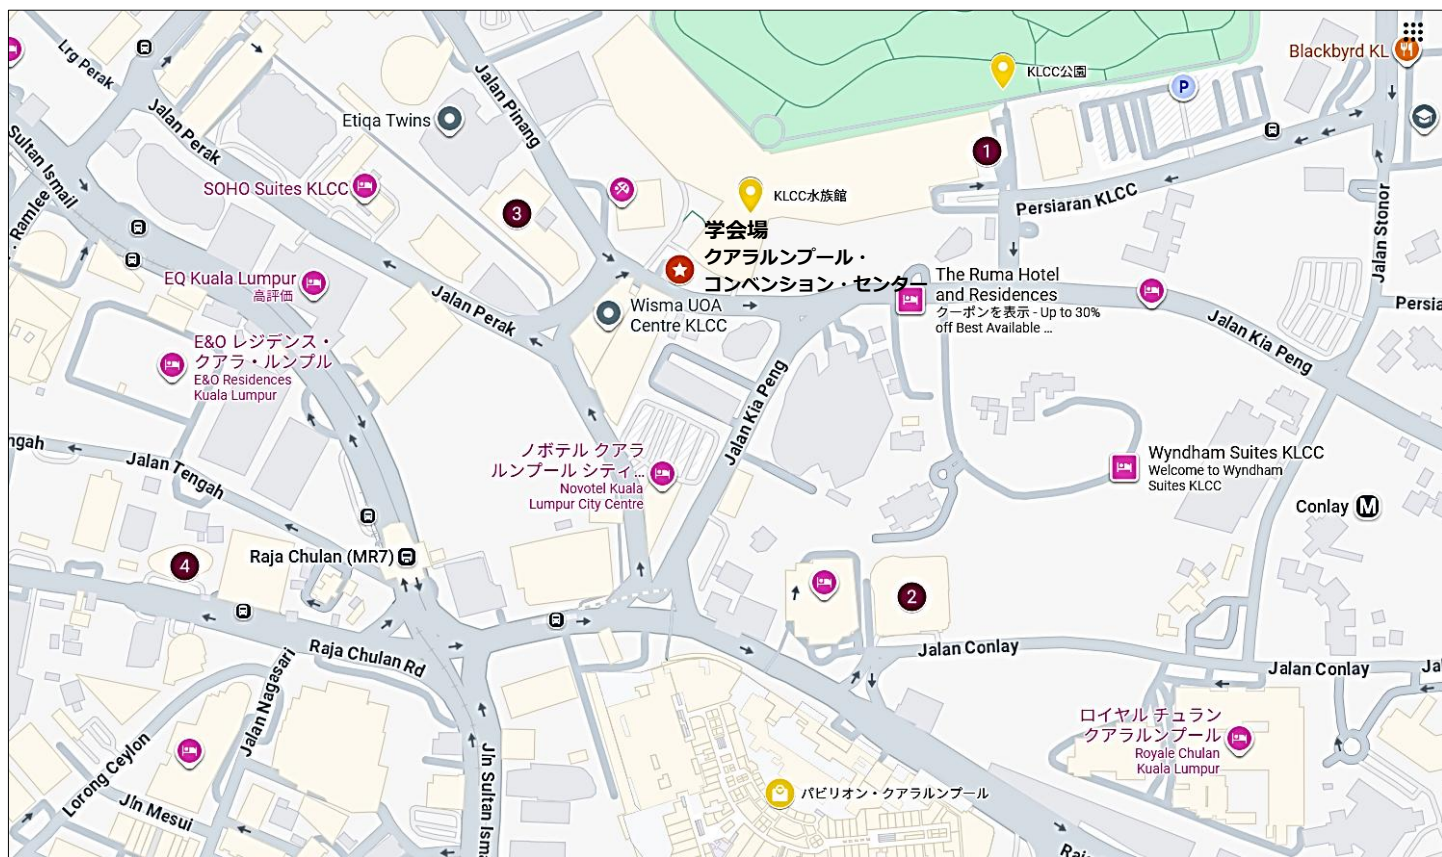 Lrg Perak
Jalan Perak
Sultan Ismail
Ramlee
Etiqa Twins
SOHO Suites KLCC
Jalan Pinang
KLCC公園
P
Blackbyrd KL
1
KLCC水族館
Persiaran KLCC
Jalan Stonor
3
学会場
クアラルンプール・
コンベンション・センター
EQ Kuala Lumpur
高評価
Jalan Perak
Wisma UOA
Centre KLCC
The Ruma Hotel
and Residences
クーポンを表示 - Up to 30%
off Best Available ...
Jalan Kia Peng
Persia
E&O レジデンス・
クアラ・ルンプル
E&O Residences
Kuala Lumpur
Jalan Kia Peng
ngah
Jalan Tengah
ノボテル クアラ
ルンプール シティ...
Novotel Kuala
Lumpur City Centre
Wyndham Suites KLCC
Welcome to Wyndham
Suites KLCC
Conlay
M
Raja Chulan (MR7)
4
2
Raja Chulan Rd
Jalan Conlay
Jalan Conlay
Jal
Jalan Nagasari
Lorong Ceylon
Jln Mesui
Jln Sultan Isma
ロイヤル チュラン
クアラルンプール
Royale Chulan
Kuala Lumpur
パビリオン・クアラルンプール
Raja